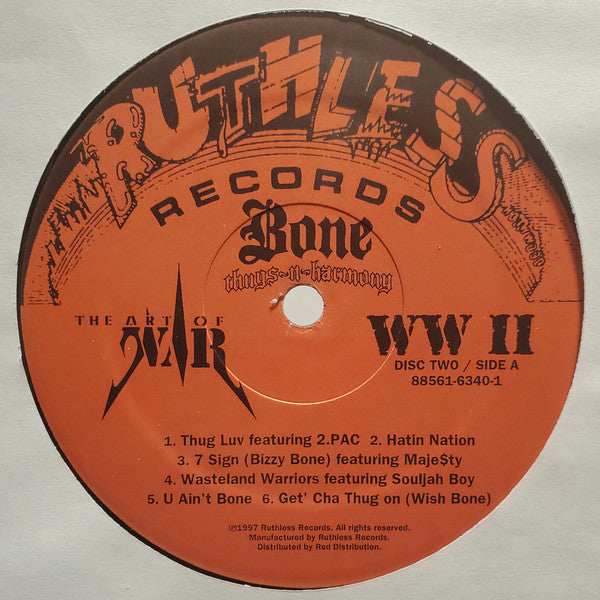 RUTHLESS
RECORDS
Bone
thugs~n~harmony
THE ART OF
WAR
WW II
DISC TWO / SIDE A
88561-6340-1
1. Thug Luv featuring 2.PAC 2. Hatin Nation
3. 7 Sign (Bizzy Bone) featuring Maje$ty
4. Wasteland Warriors featuring Souljah Boy
5. U Ain't Bone 6. Get' Cha Thug on (Wish Bone)
℗1997 Ruthless Records. All rights reserved.
Manufactured by Ruthless Records.
Distributed by Red Distribution.